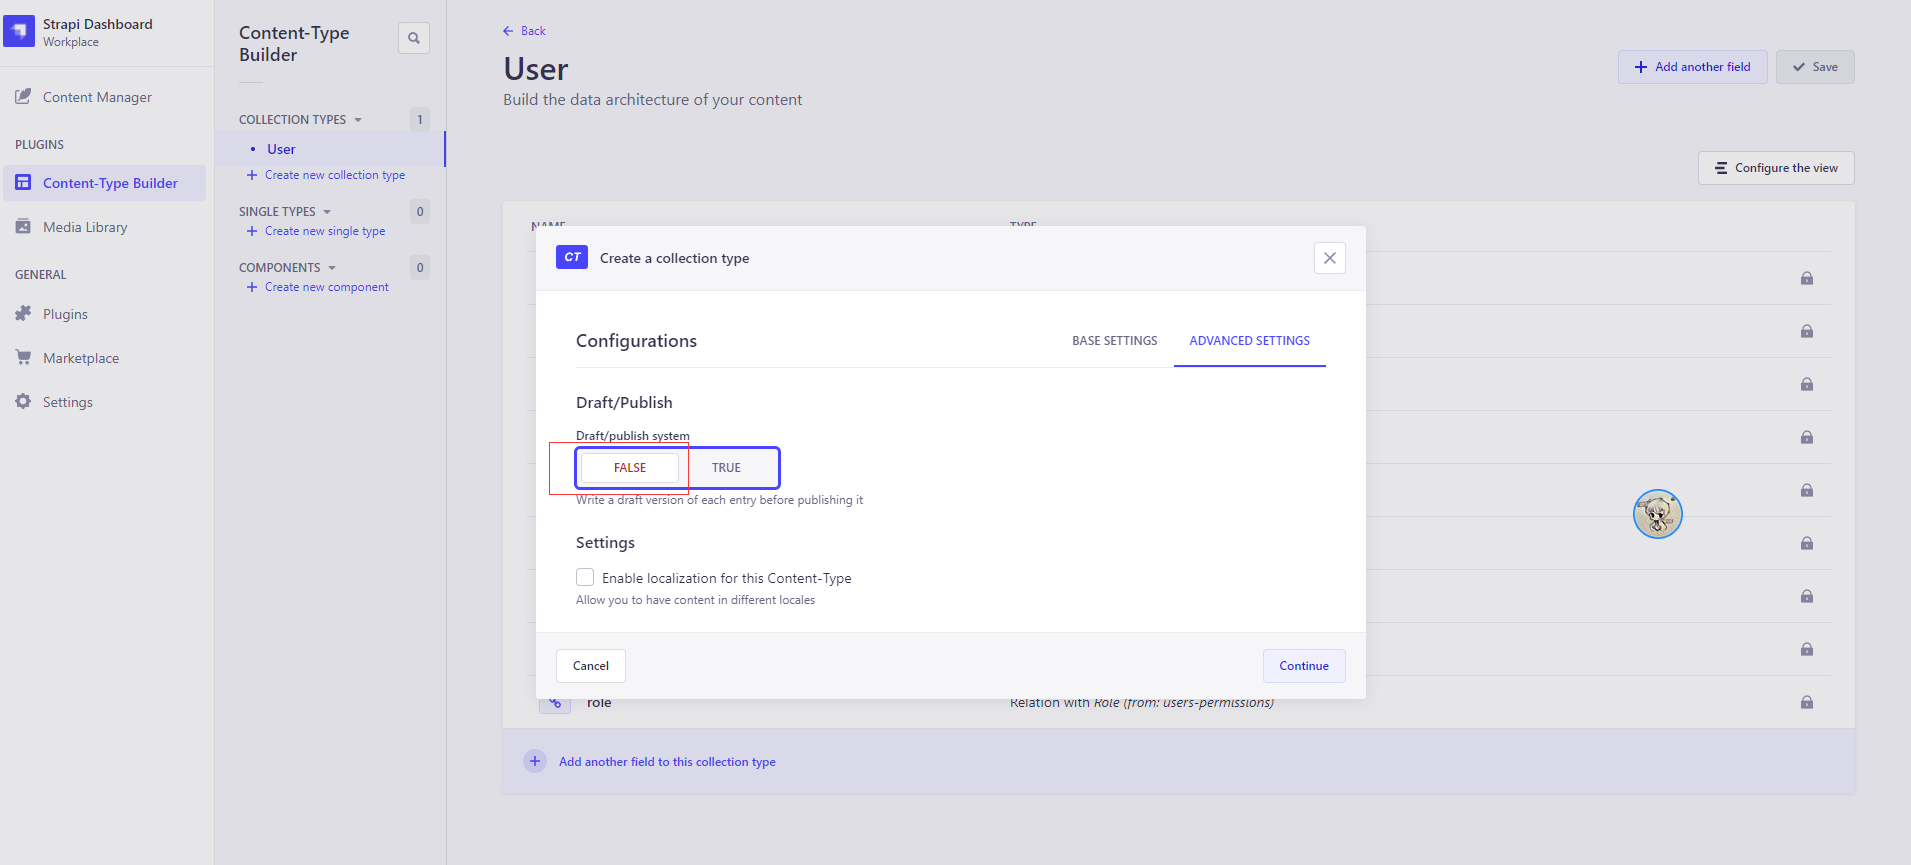 Strapi Dashboard
Workplace
Content Manager
PLUGINS
Content-Type Builder
Media Library
GENERAL
Plugins
Marketplace
Settings
Content-Type
Builder
COLLECTION TYPES
1
User
Create new collection type
SINGLE TYPES
0
Create new single type
COMPONENTS
0
Create new component
Back
User
Build the data architecture of your content
Add another field
Save
Configure the view
NAME
TYPE
CT
Create a collection type
Configurations
BASE SETTINGS
ADVANCED SETTINGS
Draft/Publish
Draft/publish system
FALSE
TRUE
Write a draft version of each entry before publishing it
Settings
Enable localization for this Content-Type
Allow you to have content in different locales
Cancel
Continue
role
Relation with Role (from: users-permissions)
Add another field to this collection type